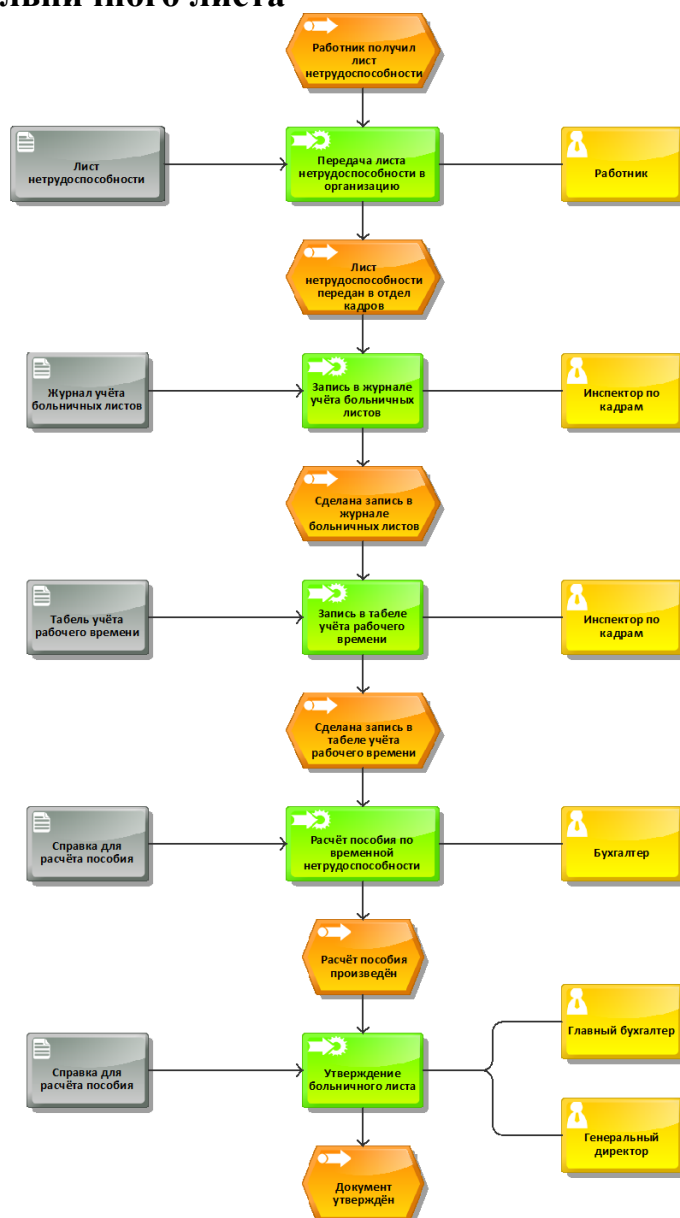 льничного листа
Работник получил
лист
нетрудоспособности
Лист
нетрудоспособности
Передача листа
нетрудоспособности в
организацию
Работник
Лист
нетрудоспособности
передан в отдел
кадров
Журнал учёта
больничных листов
Запись в журнале
учёта больничных
листов
Инспектор по
кадрам
Сделана запись в
журнале
больничных листов
Табель учёта
рабочего времени
Запись в табеле
учёта рабочего
времени
Инспектор по
кадрам
Сделана запись в
табеле учёта
рабочего времени
Справка для
расчёта пособия
Расчёт пособия по
временной
нетрудоспособности
Бухгалтер
Расчёт пособия
произведён
Справка для
расчёта пособия
Утверждение
больничного листа
Главный бухгалтер
Генеральный
директор
Документ
утверждён